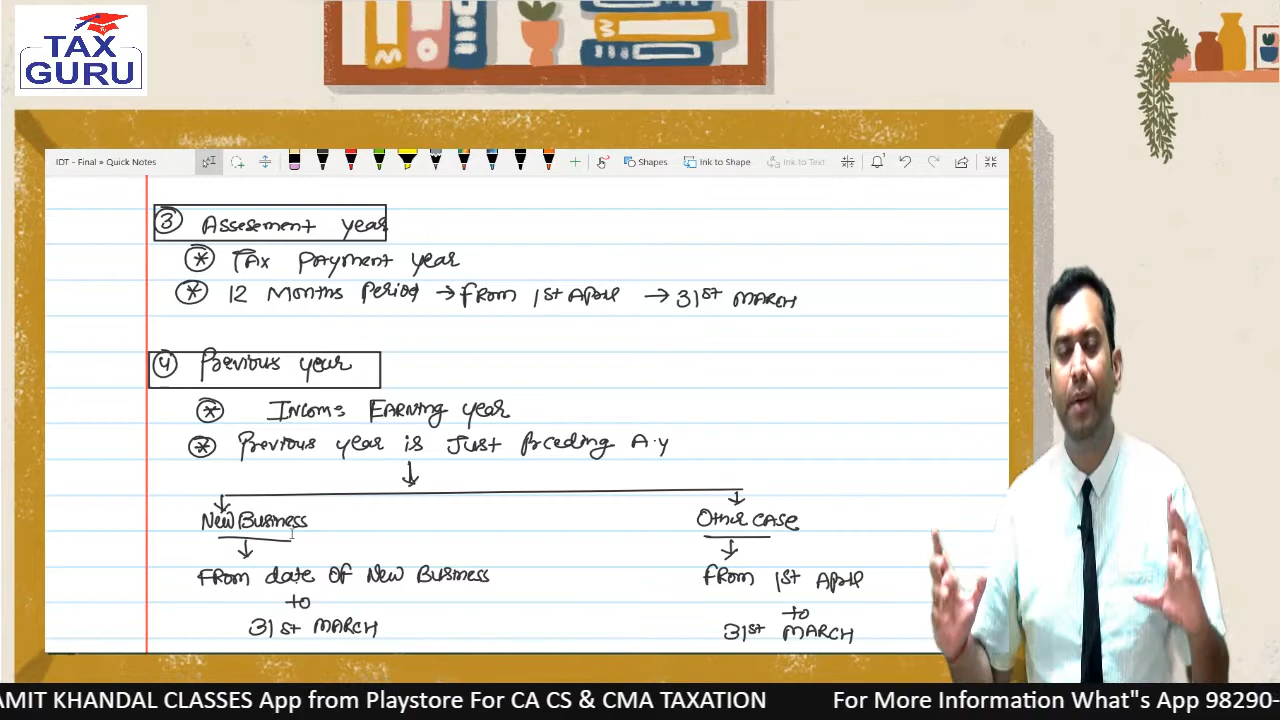 TAX
GURU
IDT - Final » Quick Notes
Shapes
Ink to Shape
Ink to Text
③ Assesement year
* TAX PAYMENT year
* 12 Months Period → FROM 1st April → 31st MARCH
④ Previous year
* Income EARNING year
* Previous year is Just Preceding A.y
New Business
Other CASE
FROM date OF New Business
to
31st MARCH
FROM 1st April
to
31st MARCH
AMIT KHANDAL CLASSES App from Playstore For CA CS & CMA TAXATION
For More Information What"s App 98290-